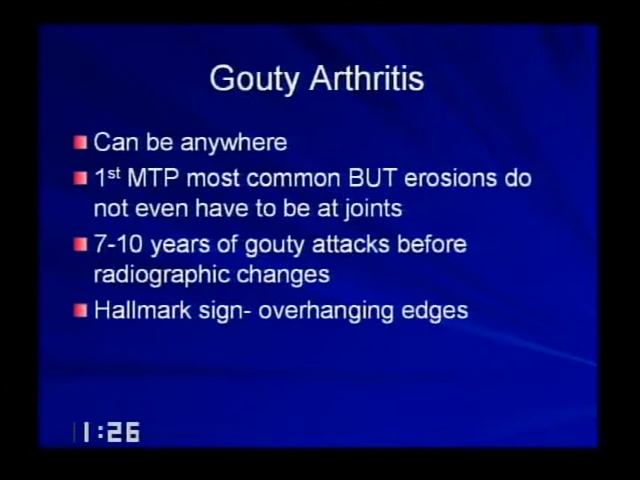 Gouty Arthritis
Can be anywhere
1st MTP most common BUT erosions do
not even have to be at joints
7-10 years of gouty attacks before
radiographic changes
Hallmark sign- overhanging edges
1:26